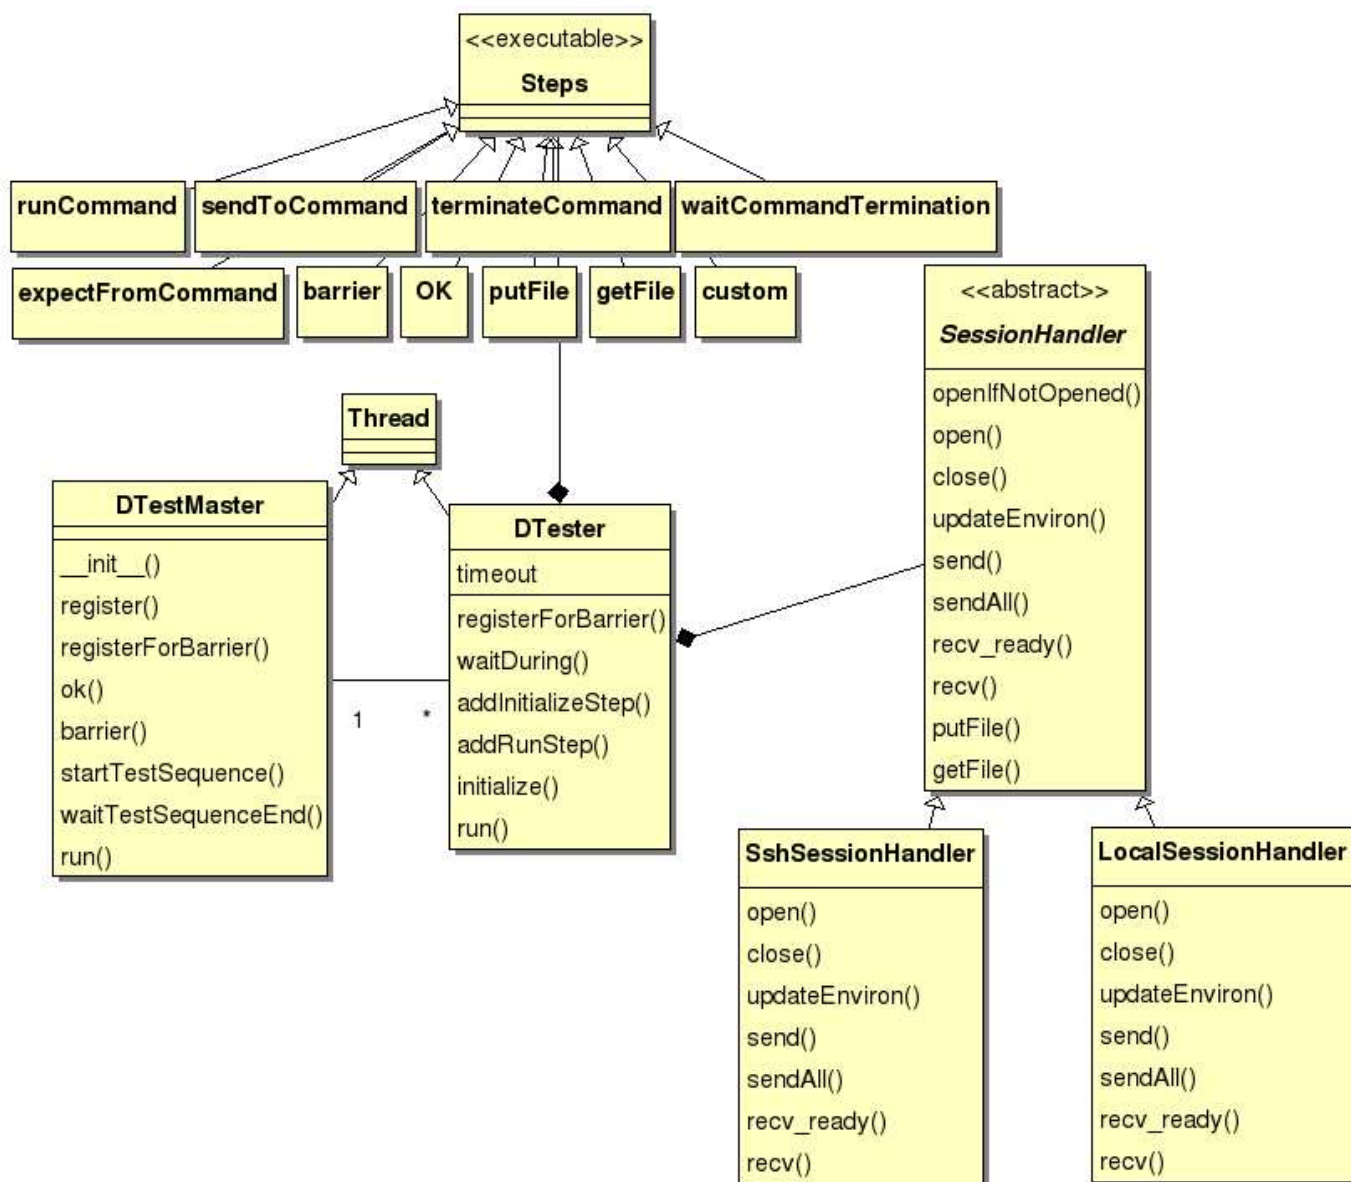 <<executable>>
Steps
runCommand
sendToCommand
terminateCommand
waitCommandTermination
expectFromCommand
barrier
OK
putFile
getFile
custom
Thread
DTestMaster
__init__()
register()
registerForBarrier()
ok()
barrier()
startTestSequence()
waitTestSequenceEnd()
run()
1
*
DTester
timeout
registerForBarrier()
waitDuring()
addInitializeStep()
addRunStep()
initialize()
run()
<<abstract>>
SessionHandler
openIfNotOpened()
open()
close()
updateEnviron()
send()
sendAll()
recv_ready()
recv()
putFile()
getFile()
SshSessionHandler
open()
close()
updateEnviron()
send()
sendAll()
recv_ready()
recv()
LocalSessionHandler
open()
close()
updateEnviron()
send()
sendAll()
recv_ready()
recv()